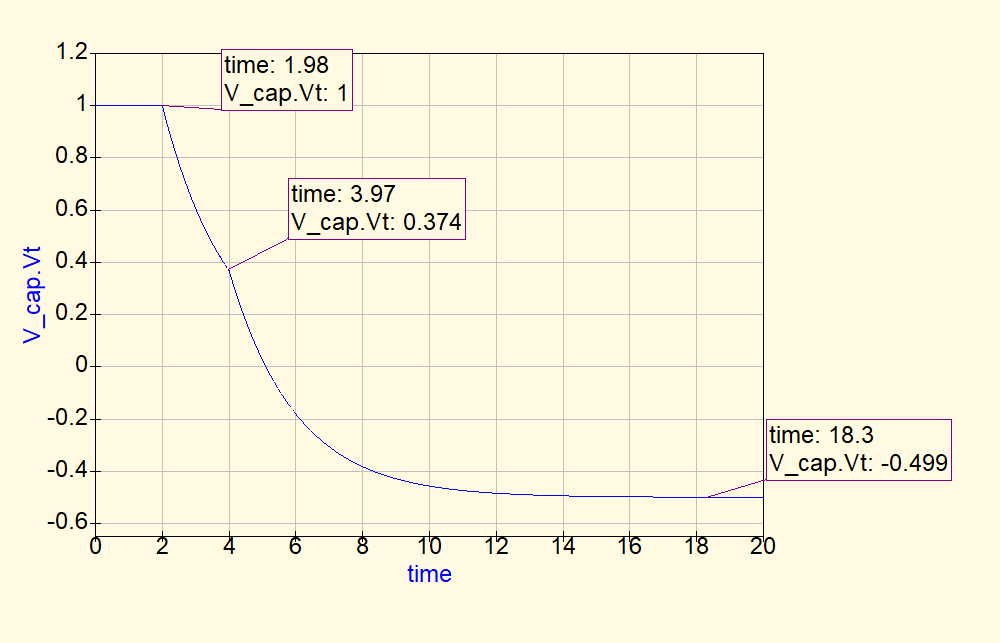 1.2
time: 1.98
V_cap.Vt: 1
1
0.8
time: 3.97
V_cap.Vt: 0.374
0.6
0.4
0.2
0
-0.2
-0.4
-0.6
V_cap.Vt
time: 18.3
V_cap.Vt: -0.499
0 2 4 6 8 10 12 14 16 18 20
time